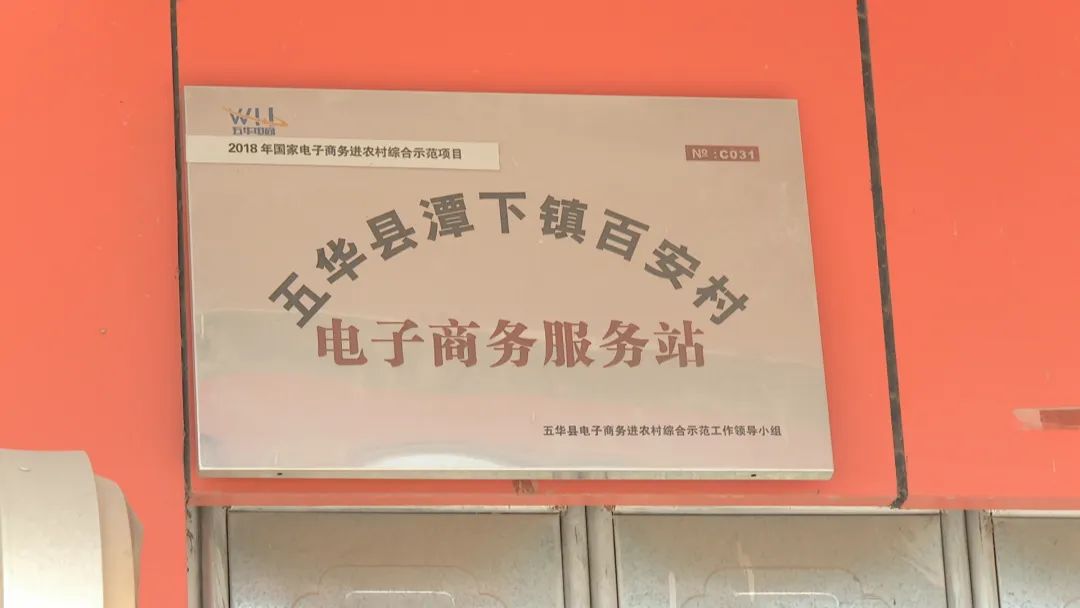 WH
五华电商
2018年国家电子商务进农村综合示范项目
№:C031
五华县潭下镇百安村
电子商务服务站
五华县电子商务进农村综合示范工作领导小组